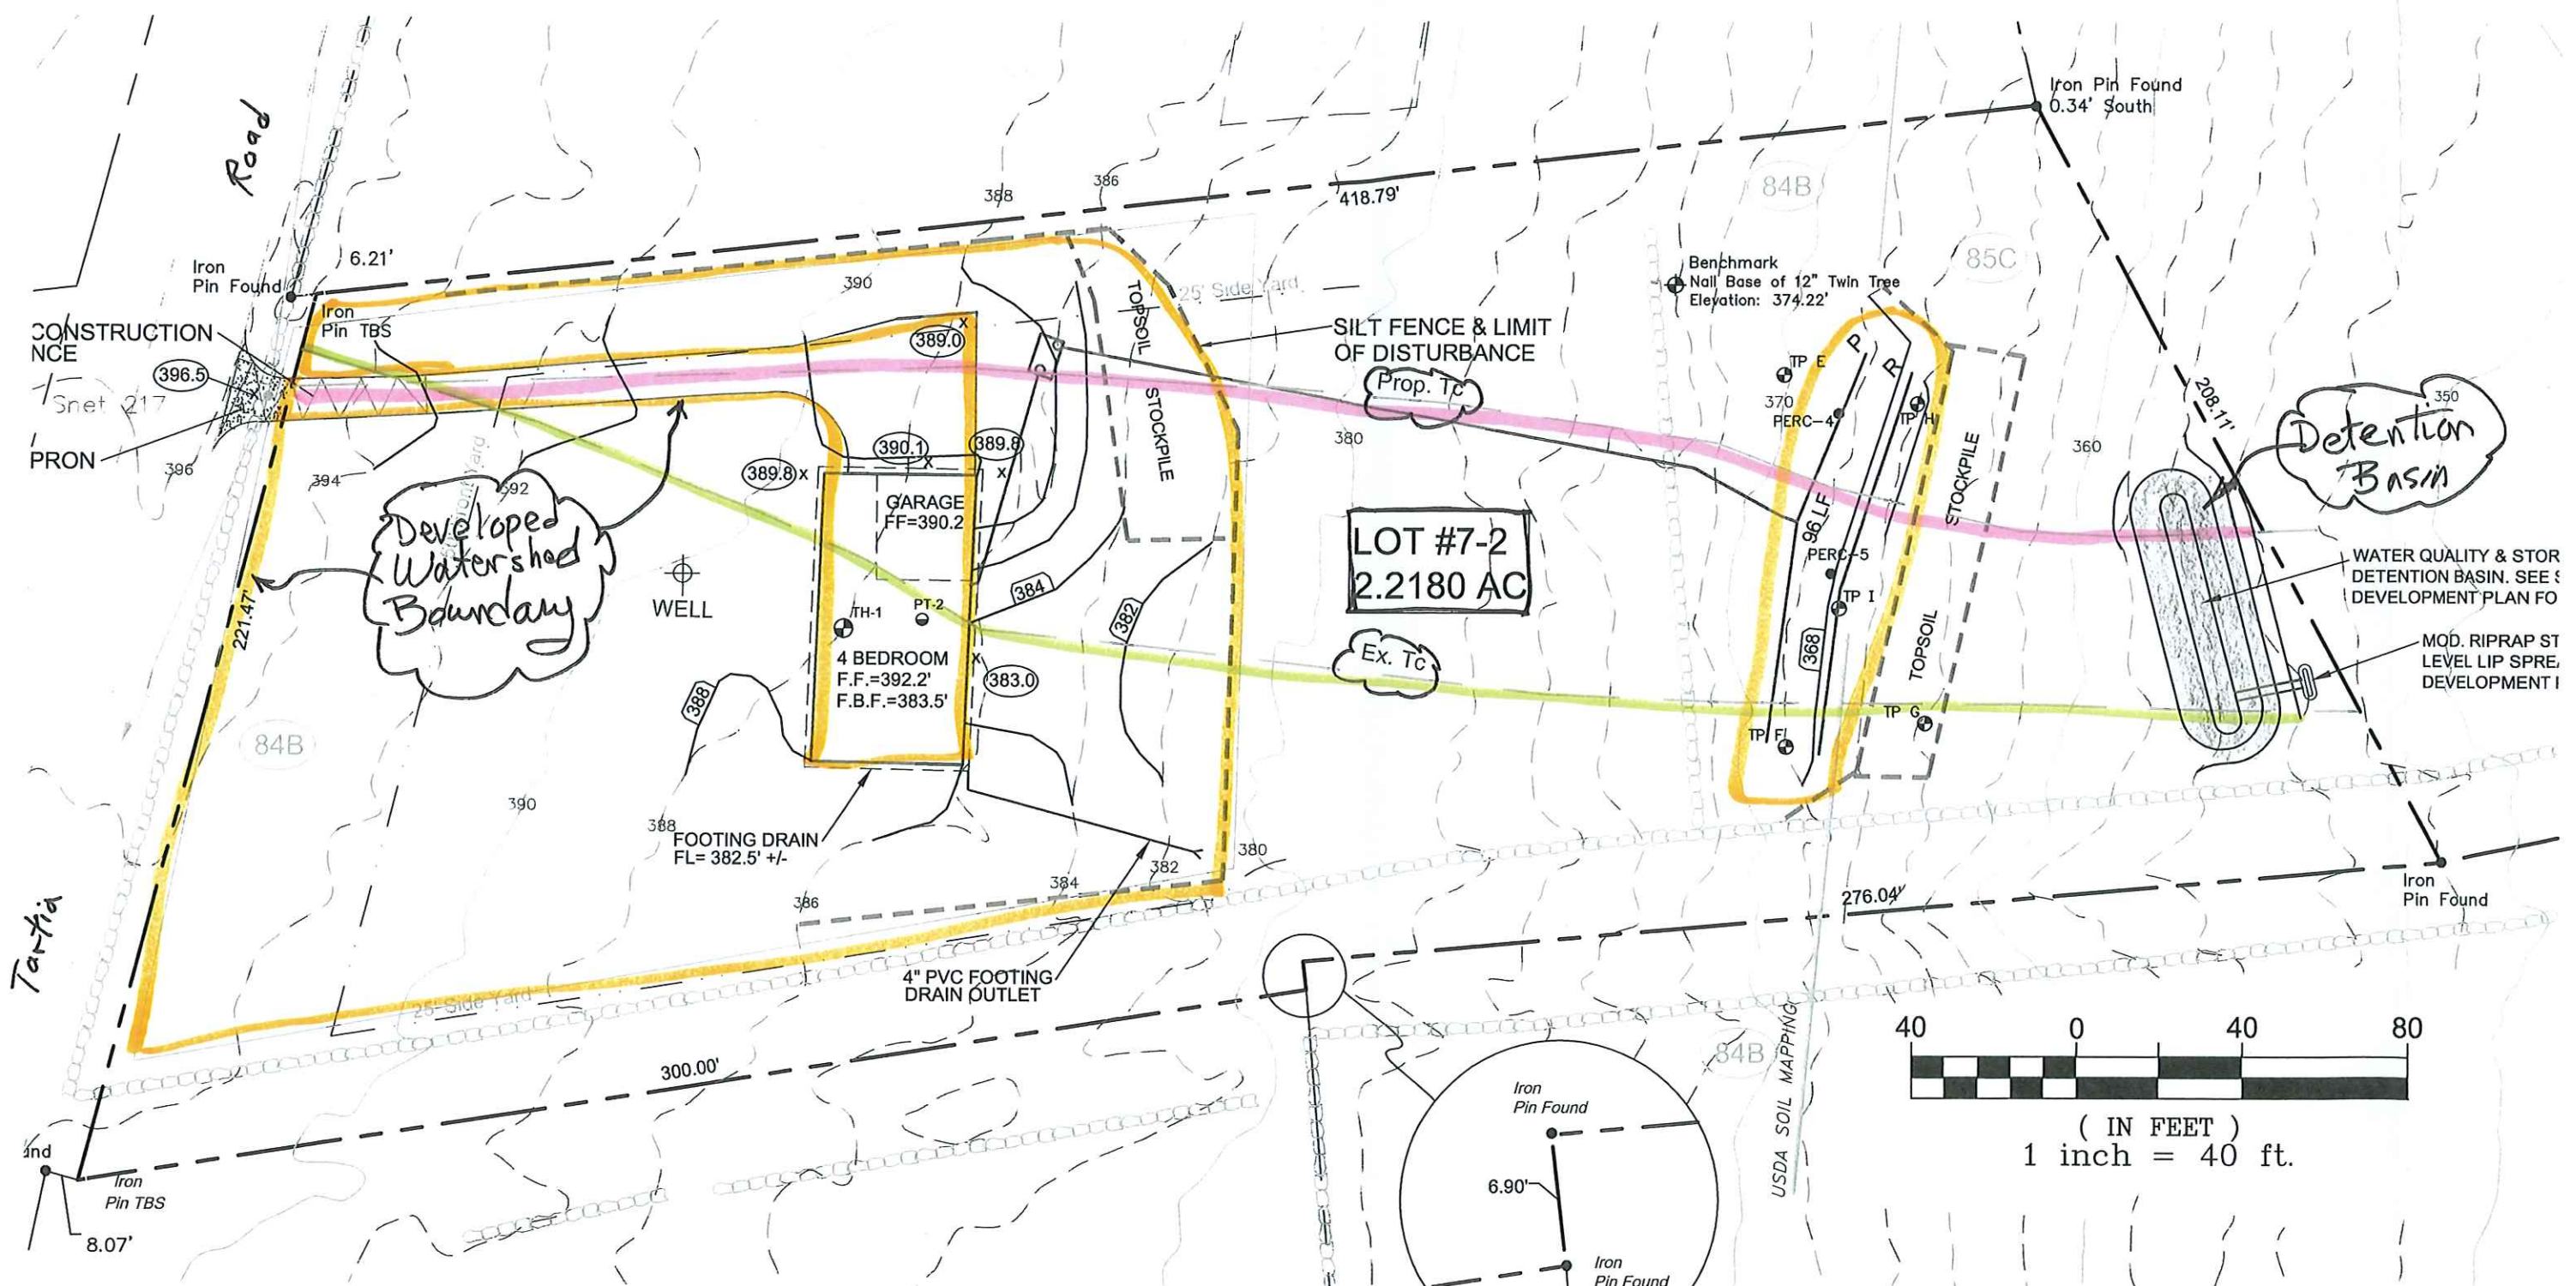 Road
Iron
Pin Found
6.21'
Iron
Pin TBS
CONSTRUCTION
NCE
396.5
Snet 217
PRON
396
394
392
390
388
386
418.79'
389.0
25' Side Yard
TOPSOIL
STOCKPILE
SILT FENCE & LIMIT
OF DISTURBANCE
Prop. Tc
380
84B
Benchmark
Nail Base of 12" Twin Tree
Elevation: 374.22'
85C
Iron Pin Found
0.34' South
208.11'
350
Detention
Basin
360
370
TP E
PERC-4
P
R
TP H
STOCKPILE
96 LF
PERC-5
TP I
368
TOPSOIL
TP G
TP F
WATER QUALITY & STOR
DETENTION BASIN. SEE S
DEVELOPMENT PLAN FO
MOD. RIPRAP ST
LEVEL LIP SPRE
DEVELOPMENT
LOT #7-2
2.2180 AC
Ex. Tc
389.8
390.1
389.8
GARAGE
FF=390.2
TH-1
PT-2
4 BEDROOM
F.F.=392.2'
F.B.F.=383.5'
383.0
384
382
WELL
Developed
Watershed
Boundary
221.47'
84B
388
390
388
FOOTING DRAIN
FL= 382.5' +/-
386
384
382
380
4" PVC FOOTING
DRAIN OUTLET
25' Side Yard
Tartia
300.00'
276.04'
Iron
Pin Found
USDA SOIL MAPPING
84B
40 0 40 80
( IN FEET )
1 inch = 40 ft.
Iron
Pin Found
6.90'
Iron
Pin Found
und
Iron
Pin TBS
8.07'